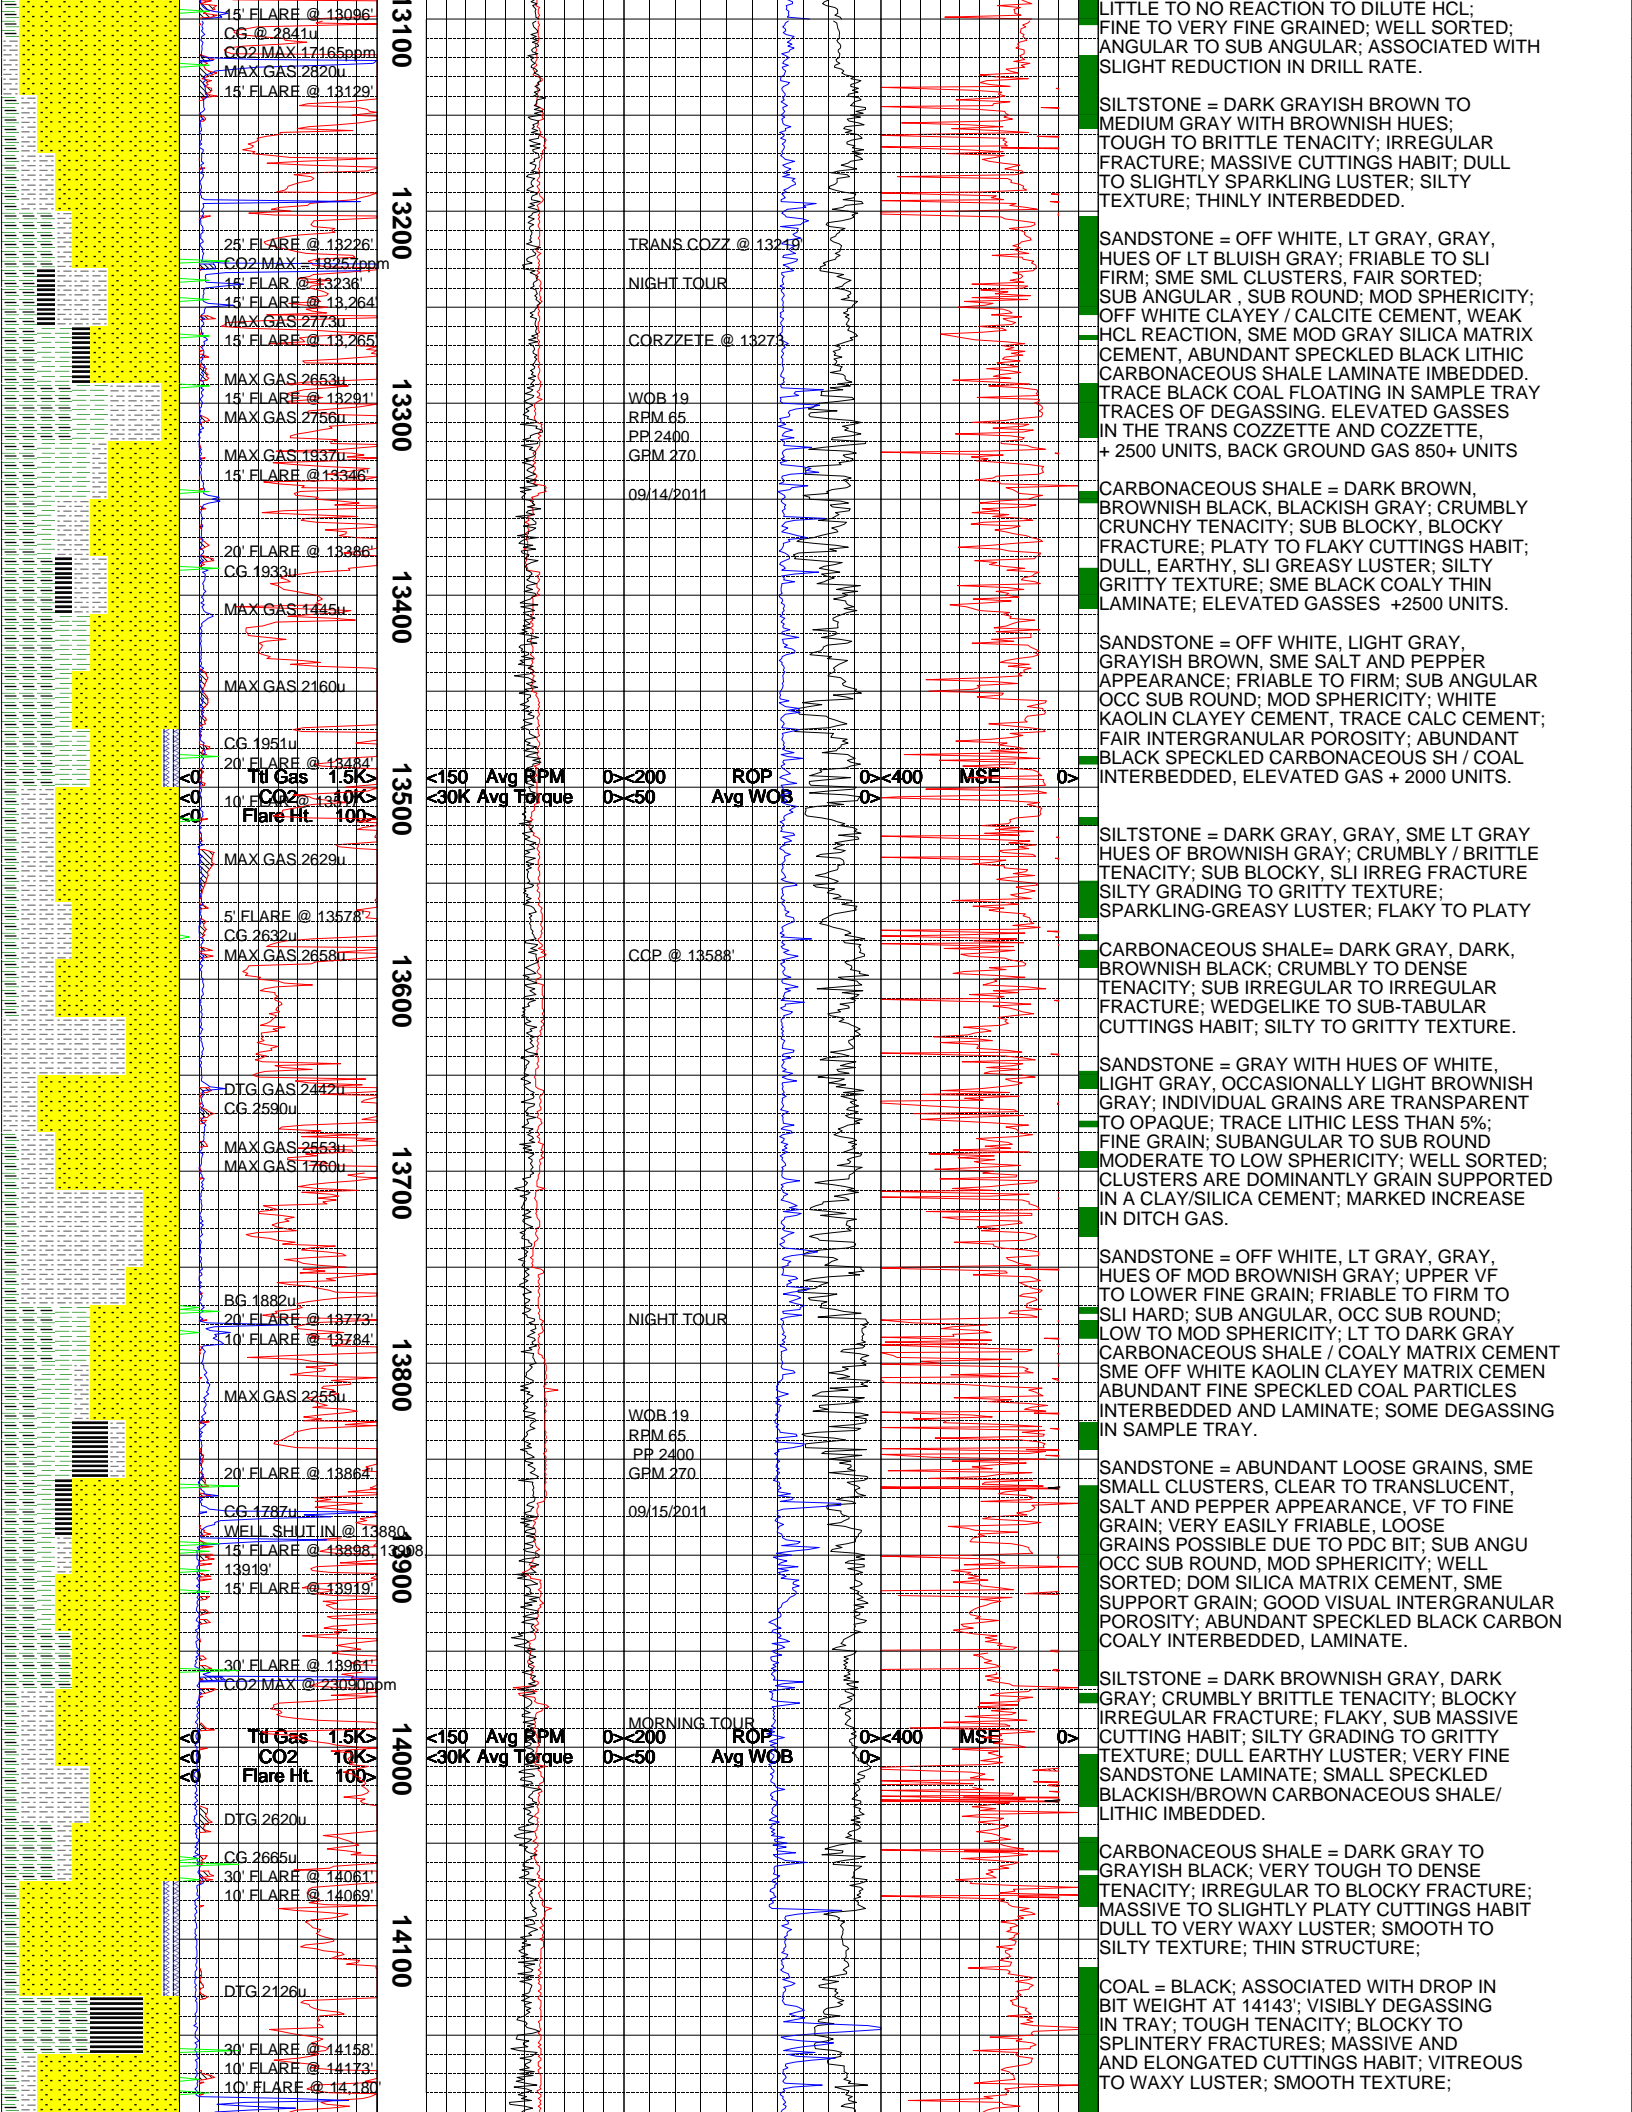 15' FLARE @ 13096'
CG @ 2841u
CO2 MAX 17165ppm
MAX GAS 2820u
15' FLARE @ 13129'
25' FLARE @ 13226'
CO2 MAX = 18257ppm
15' FLAR @ 13236'
15' FLARE @ 13,264'
MAX GAS 2773u
15' FLARE @ 13,265'
MAX GAS 2653u
15' FLARE @ 13291'
MAX GAS 2756u
MAX GAS 1937u
15' FLARE @13346'
20' FLARE @ 13386'
CG 1933u
MAX GAS 1445u
MAX GAS 2160u
CG 1951u
20' FLARE @ 13484'
<0 Ttl Gas 1.5K>
<0 CO2 10K>
<0 Flare Ht. 100>
MAX GAS 2629u
5' FLARE @ 13578'
CG 2632u
MAX GAS 2658u
DTG GAS 2442u
CG 2590u
MAX GAS 2553u
MAX GAS 1760u
BG 1882u
20' FLARE @ 13773'
10' FLARE @ 13784'
MAX GAS 2255u
20' FLARE @ 13864'
CG 1787u
WELL SHUT IN @ 13880
15' FLARE @ 13898, 13908,
13919'
15' FLARE @ 13919'
30' FLARE @ 13961'
CO2 MAX @ 23090ppm
<0 Ttl Gas 1.5K>
<0 CO2 10K>
<0 Flare Ht. 100>
DTG 2620u
CG 2665u
30' FLARE @ 14061'
10' FLARE @ 14069'
DTG 2126u
30' FLARE @ 14158'
10' FLARE @ 14173'
1O' FLARE @ 14,180'
13100
13200
13300
13400
13500
13600
13700
13800
13900
14000
14100
TRANS COZZ @ 13219'
NIGHT TOUR
CORZZETE @ 13273
WOB 19
RPM 65
PP 2400
GPM 270
09/14/2011
<150 Avg RPM 0><200 ROP 0><400 MSE 0>
<30K Avg Torque 0><50 Avg WOB 0>
CCP @ 13588'
NIGHT TOUR
WOB 19
RPM 65
PP 2400
GPM 270
09/15/2011
MORNING TOUR
<150 Avg RPM 0><200 ROP 0><400 MSE 0>
<30K Avg Torque 0><50 Avg WOB 0>
LITTLE TO NO REACTION TO DILUTE HCL;
FINE TO VERY FINE GRAINED; WELL SORTED;
ANGULAR TO SUB ANGULAR; ASSOCIATED WITH
SLIGHT REDUCTION IN DRILL RATE.
SILTSTONE = DARK GRAYISH BROWN TO
MEDIUM GRAY WITH BROWNISH HUES;
TOUGH TO BRITTLE TENACITY; IRREGULAR
FRACTURE; MASSIVE CUTTINGS HABIT; DULL
TO SLIGHTLY SPARKLING LUSTER; SILTY
TEXTURE; THINLY INTERBEDDED.
SANDSTONE = OFF WHITE, LT GRAY, GRAY,
HUES OF LT BLUISH GRAY; FRIABLE TO SLI
FIRM; SME SML CLUSTERS, FAIR SORTED;
SUB ANGULAR , SUB ROUND; MOD SPHERICITY;
OFF WHITE CLAYEY / CALCITE CEMENT, WEAK
HCL REACTION, SME MOD GRAY SILICA MATRIX
CEMENT, ABUNDANT SPECKLED BLACK LITHIC
CARBONACEOUS SHALE LAMINATE IMBEDDED.
TRACE BLACK COAL FLOATING IN SAMPLE TRAY
TRACES OF DEGASSING. ELEVATED GASSES
IN THE TRANS COZZETTE AND COZZETTE,
+ 2500 UNITS, BACK GROUND GAS 850+ UNITS
CARBONACEOUS SHALE = DARK BROWN,
BROWNISH BLACK, BLACKISH GRAY; CRUMBLY
CRUNCHY TENACITY; SUB BLOCKY, BLOCKY
FRACTURE; PLATY TO FLAKY CUTTINGS HABIT;
DULL, EARTHY, SLI GREASY LUSTER; SILTY
GRITTY TEXTURE; SME BLACK COALY THIN
LAMINATE; ELEVATED GASSES +2500 UNITS.
SANDSTONE = OFF WHITE, LIGHT GRAY,
GRAYISH BROWN, SME SALT AND PEPPER
APPEARANCE; FRIABLE TO FIRM; SUB ANGULAR
OCC SUB ROUND; MOD SPHERICITY; WHITE
KAOLIN CLAYEY CEMENT, TRACE CALC CEMENT;
FAIR INTERGRANULAR POROSITY; ABUNDANT
BLACK SPECKLED CARBONACEOUS SH / COAL
INTERBEDDED, ELEVATED GAS + 2000 UNITS.
SILTSTONE = DARK GRAY, GRAY, SME LT GRAY
HUES OF BROWNISH GRAY; CRUMBLY / BRITTLE
TENACITY; SUB BLOCKY, SLI IRREG FRACTURE
SILTY GRADING TO GRITTY TEXTURE;
SPARKLING-GREASY LUSTER; FLAKY TO PLATY
CARBONACEOUS SHALE= DARK GRAY, DARK,
BROWNISH BLACK; CRUMBLY TO DENSE
TENACITY; SUB IRREGULAR TO IRREGULAR
FRACTURE; WEDGELIKE TO SUB-TABULAR
CUTTINGS HABIT; SILTY TO GRITTY TEXTURE.
SANDSTONE = GRAY WITH HUES OF WHITE,
LIGHT GRAY, OCCASIONALLY LIGHT BROWNISH
GRAY; INDIVIDUAL GRAINS ARE TRANSPARENT
TO OPAQUE; TRACE LITHIC LESS THAN 5%;
FINE GRAIN; SUBANGULAR TO SUB ROUND
MODERATE TO LOW SPHERICITY; WELL SORTED;
CLUSTERS ARE DOMINANTLY GRAIN SUPPORTED
IN A CLAY/SILICA CEMENT; MARKED INCREASE
IN DITCH GAS.
SANDSTONE = OFF WHITE, LT GRAY, GRAY,
HUES OF MOD BROWNISH GRAY; UPPER VF
TO LOWER FINE GRAIN; FRIABLE TO FIRM TO
SLI HARD; SUB ANGULAR, OCC SUB ROUND;
LOW TO MOD SPHERICITY; LT TO DARK GRAY
CARBONACEOUS SHALE / COALY MATRIX CEMENT
SME OFF WHITE KAOLIN CLAYEY MATRIX CEMEN
ABUNDANT FINE SPECKLED COAL PARTICLES
INTERBEDDED AND LAMINATE; SOME DEGASSING
IN SAMPLE TRAY.
SANDSTONE = ABUNDANT LOOSE GRAINS, SME
SMALL CLUSTERS, CLEAR TO TRANSLUCENT,
SALT AND PEPPER APPEARANCE, VF TO FINE
GRAIN; VERY EASILY FRIABLE, LOOSE
GRAINS POSSIBLE DUE TO PDC BIT; SUB ANGU
OCC SUB ROUND, MOD SPHERICITY; WELL
SORTED; DOM SILICA MATRIX CEMENT, SME
SUPPORT GRAIN; GOOD VISUAL INTERGRANULAR
POROSITY; ABUNDANT SPECKLED BLACK CARBON
COALY INTERBEDDED, LAMINATE.
SILTSTONE = DARK BROWNISH GRAY, DARK
GRAY; CRUMBLY BRITTLE TENACITY; BLOCKY
IRREGULAR FRACTURE; FLAKY, SUB MASSIVE
CUTTING HABIT; SILTY GRADING TO GRITTY
TEXTURE; DULL EARTHY LUSTER; VERY FINE
SANDSTONE LAMINATE; SMALL SPECKLED
BLACKISH/BROWN CARBONACEOUS SHALE/
LITHIC IMBEDDED.
CARBONACEOUS SHALE = DARK GRAY TO
GRAYISH BLACK; VERY TOUGH TO DENSE
TENACITY; IRREGULAR TO BLOCKY FRACTURE;
MASSIVE TO SLIGHTLY PLATY CUTTINGS HABIT
DULL TO VERY WAXY LUSTER; SMOOTH TO
SILTY TEXTURE; THIN STRUCTURE;
COAL = BLACK; ASSOCIATED WITH DROP IN
BIT WEIGHT AT 14143'; VISIBLY DEGASSING
IN TRAY; TOUGH TENACITY; BLOCKY TO
SPLINTERY FRACTURES; MASSIVE AND
AND ELONGATED CUTTINGS HABIT; VITREOUS
TO WAXY LUSTER; SMOOTH TEXTURE;